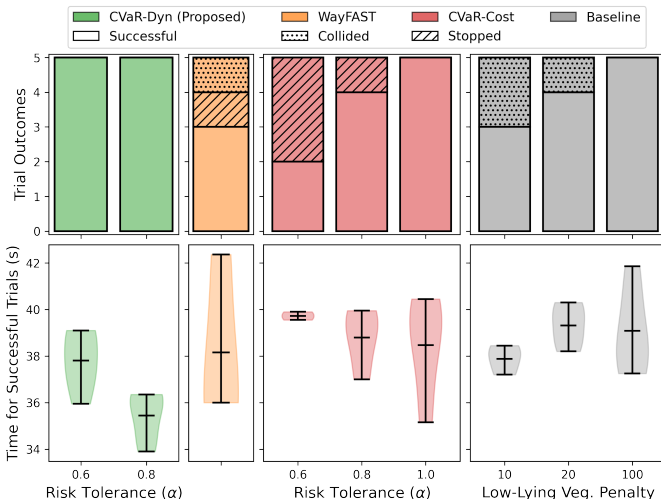 CVaR-Dyn (Proposed) WayFAST CVaR-Cost Baseline
Successful Collided Stopped
Trial Outcomes
5
4
3
2
1
0
Time for Successful Trials (s)
42
40
38
36
34
0.6 0.8 0.6 0.8 1.0 10 20 100
Risk Tolerance (α) Risk Tolerance (α) Low-Lying Veg. Penalty